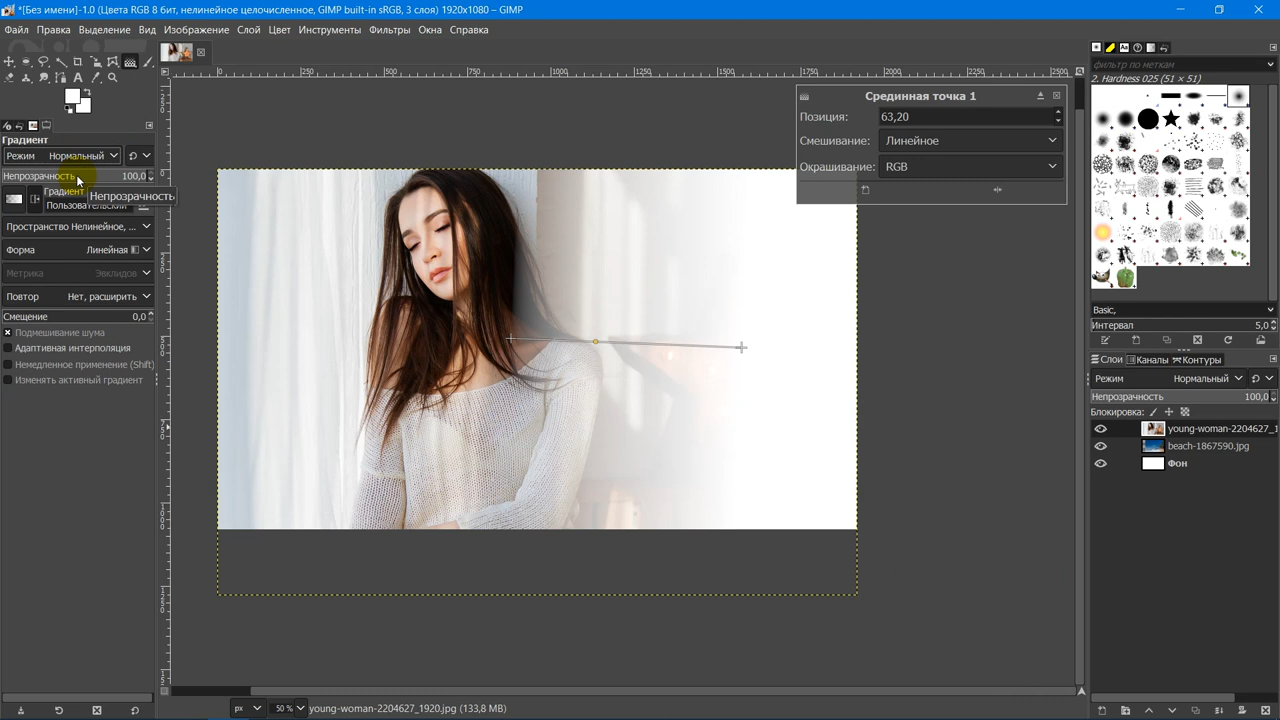 *[Без имени]-1.0 (Цвета RGB 8 бит, нелинейное целочисленное, GIMP built-in sRGB, 3 слоя) 1920x1080 – GIMP
Файл Правка Выделение Вид Изображение Слой Цвет Инструменты Фильтры Окна Справка
фильтр по меткам
2. Hardness 025 (51 × 51)
Срединная точка 1
Позиция: 63,20
Смешивание: Линейное
Окрашивание: RGB
Градиент
Режим Нормальный
Непрозрачность 100,0
Градиент
Непрозрачность
Пользовательский
Пространство Нелинейное, ...
Форма Линейная
Метрика Эвклидов
Повтор Нет, расширить
Смещение 0,0
Подмешивание шума
Адаптивная интерполяция
Немедленное применение (Shift)
Изменять активный градиент
Basic,
Интервал 5,0
Слои Каналы Контуры
Режим Нормальный
Непрозрачность 100,0
Блокировка:
young-woman-2204627_1
beach-1867590.jpg
Фон
px 50 % young-woman-2204627_1920.jpg (133,8 MB)